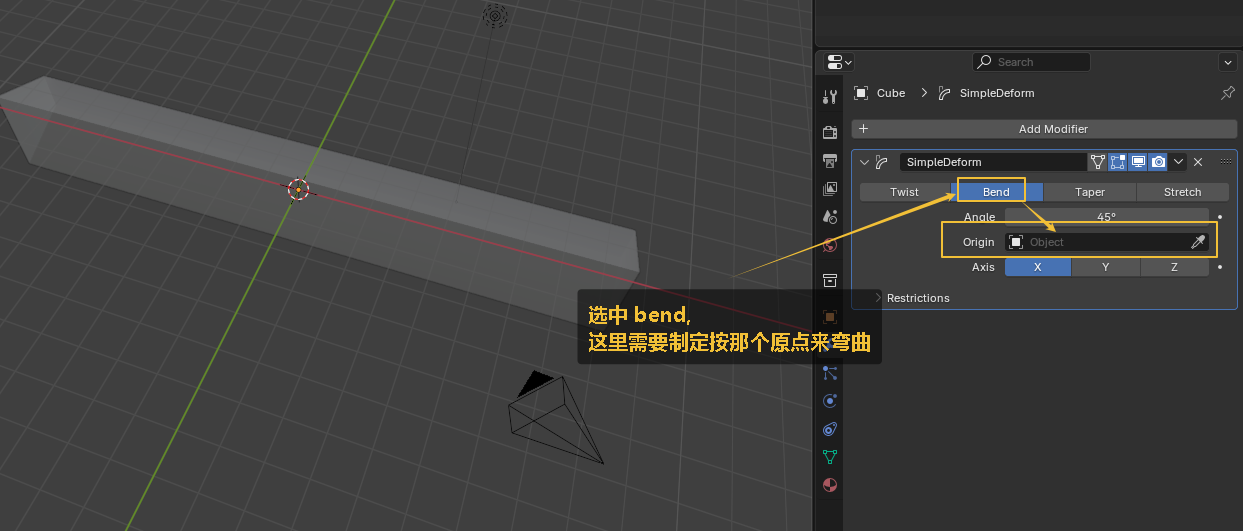 Search
Cube
SimpleDeform
Add Modifier
SimpleDeform
Twist
Bend
Taper
Stretch
Angle
45°
Origin
Object
Axis
X
Y
Z
Restrictions
选中 bend,
这里需要制定按那个原点来弯曲